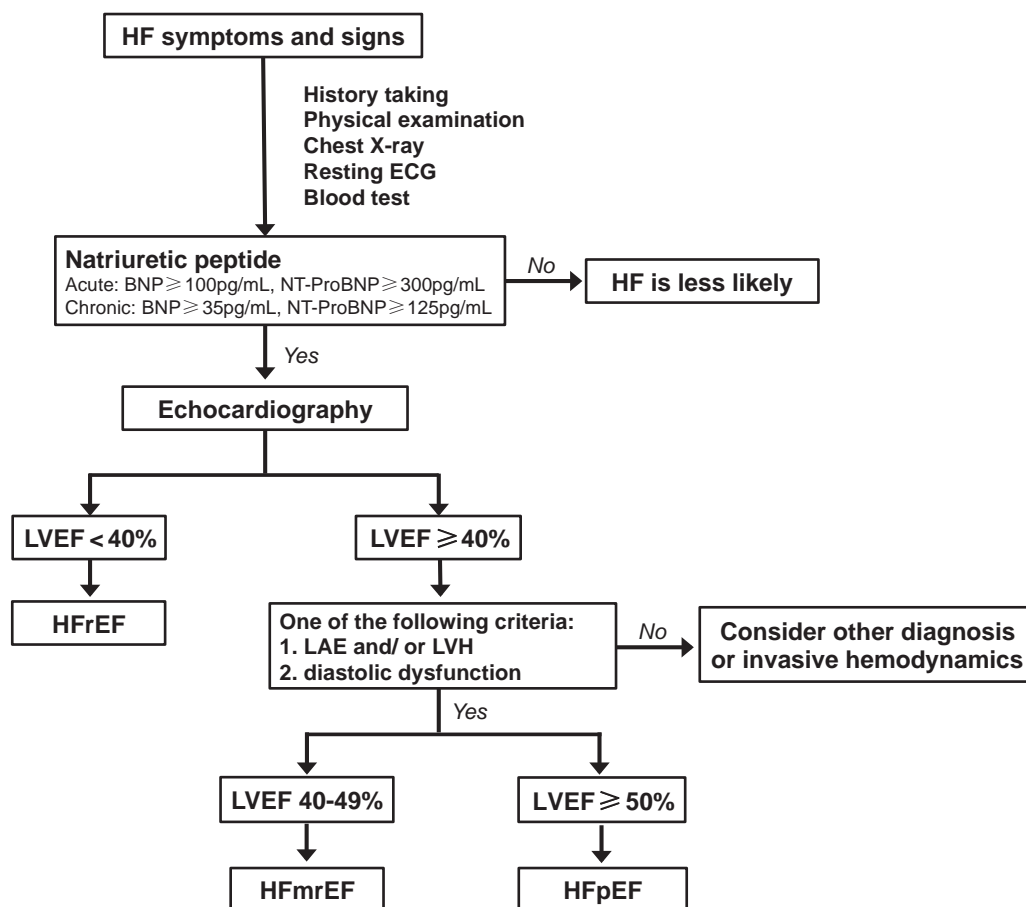 HF symptoms and signs
History taking
Physical examination
Chest X-ray
Resting ECG
Blood test
Natriuretic peptide
Acute: BNP ≥ 100pg/mL, NT-ProBNP ≥ 300pg/mL
Chronic: BNP ≥ 35pg/mL, NT-ProBNP ≥ 125pg/mL
No
HF is less likely
Yes
Echocardiography
LVEF < 40%
LVEF ≥ 40%
HFrEF
One of the following criteria:
1. LAE and/ or LVH
2. diastolic dysfunction
No
Consider other diagnosis
or invasive hemodynamics
Yes
LVEF 40-49%
LVEF ≥ 50%
HFmrEF
HFpEF